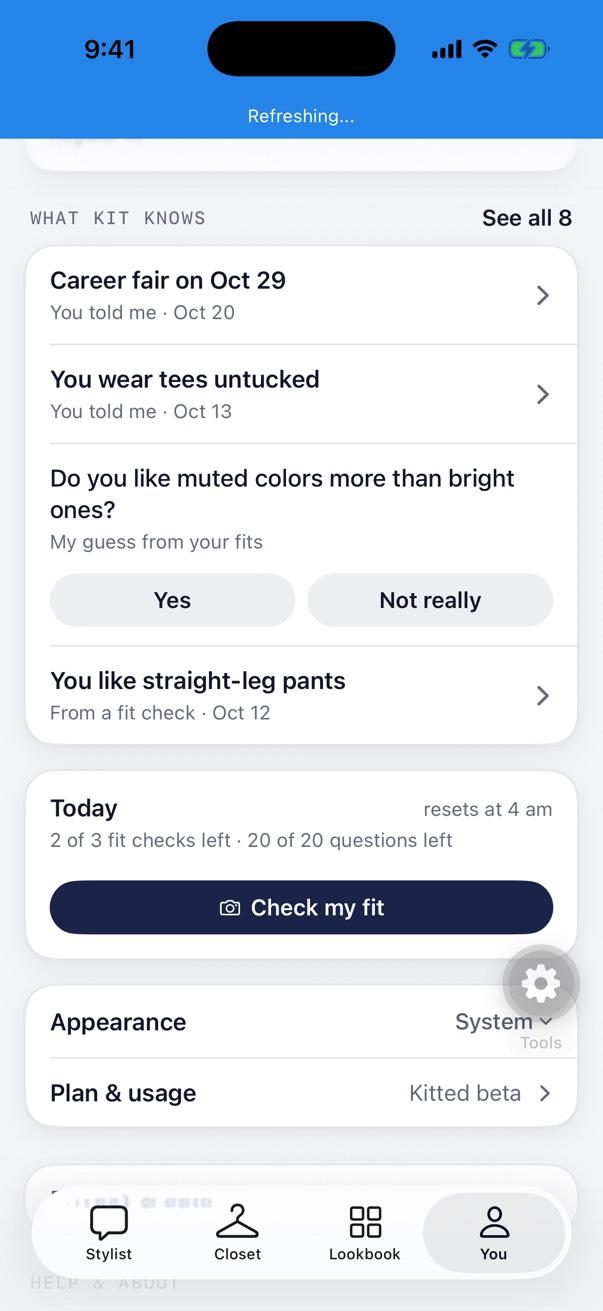 9:41
Refreshing...
WHAT KIT KNOWS
See all 8
Career fair on Oct 29
You told me · Oct 20
You wear tees untucked
You told me · Oct 13
Do you like muted colors more than bright
ones?
My guess from your fits
Yes
Not really
You like straight-leg pants
From a fit check · Oct 12
Today
resets at 4 am
2 of 3 fit checks left · 20 of 20 questions left
Check my fit
Appearance
System
Tools
Plan & usage
Kitted beta
Stylist
Closet
Lookbook
You
HELP & ABOUT